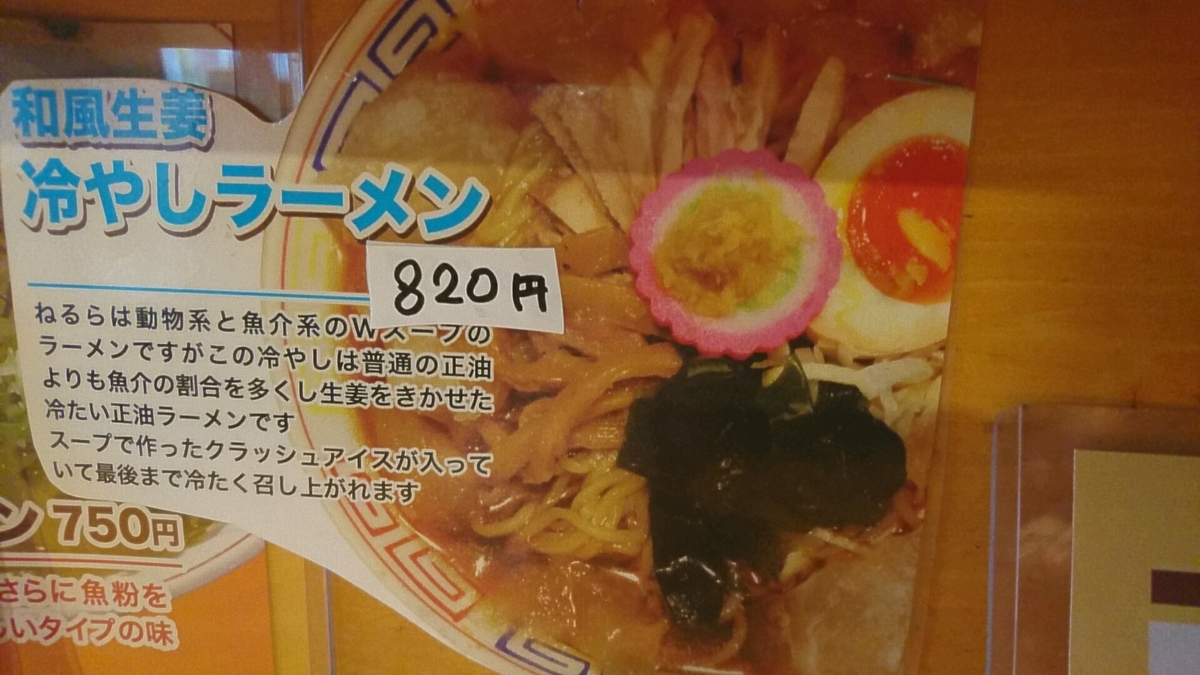 和風生姜
冷やしラーメン
820円
ねるらは動物系と魚介系のWスープの
ラーメンですがこの冷やしは普通の正油
よりも魚介の割合を多くし生姜をきかせた
冷たい正油ラーメンです
スープで作ったクラッシュアイスが入って
いて最後まで冷たく召し上がれます
ン 750円
さらに魚粉を
しいタイプの味